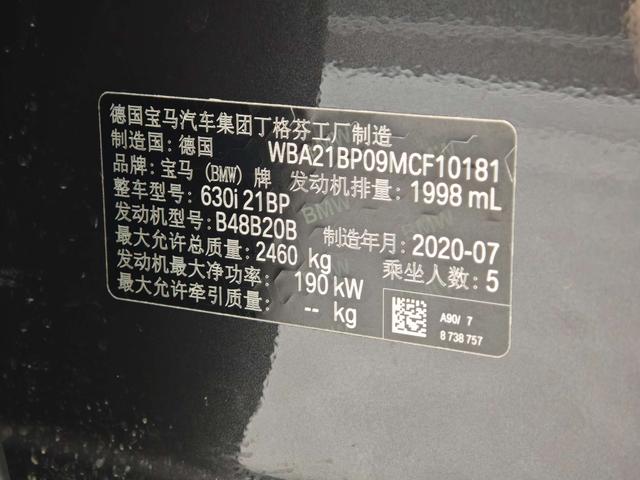 德国宝马汽车集团丁格芬工厂制造
制造国: 德国 WBA21BP09MCF10181
品牌: 宝马 (BMW) 牌 发动机排量: 1998 mL
整车型号: 630i 21BP
发动机型号: B48B20B 制造年月: 2020-07
最大允许总质量: 2460 kg 乘坐人数: 5
发动机最大净功率: 190 kW
最大允许牵引质量: -- kg
A90/ 7
8 738 757
BMW
BMW